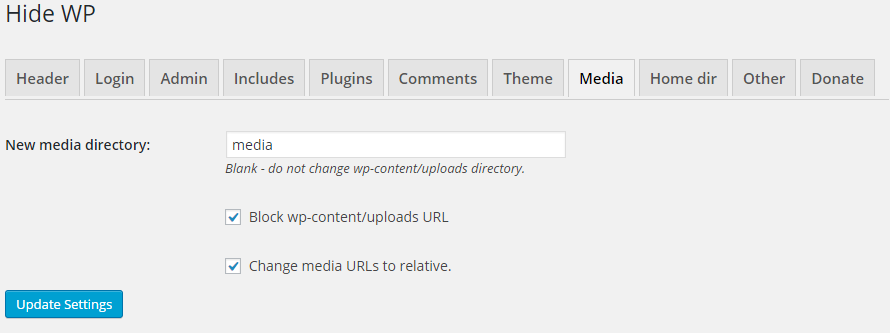 Hide WP
Header Login Admin Includes Plugins Comments Theme Media Home dir Other Donate
New media directory: media
Blank - do not change wp-content/uploads directory.
Block wp-content/uploads URL
Change media URLs to relative.
Update Settings